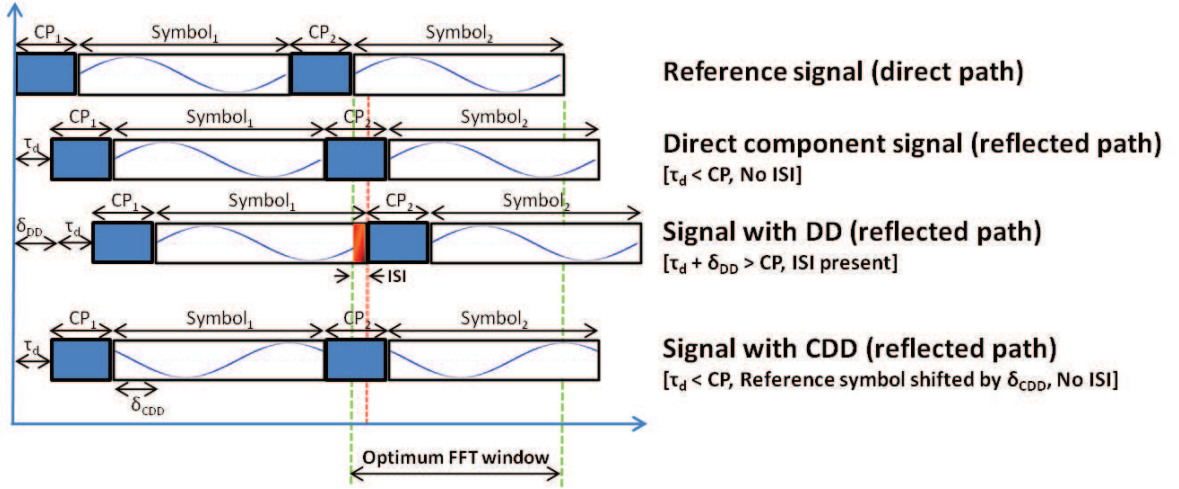 CP1 Symbol1 CP2 Symbol2
Reference signal (direct path)
CP1 Symbol1 CP2 Symbol2
τd
Direct component signal (reflected path)
[τd < CP, No ISI]
CP1 Symbol1 CP2 Symbol2
δDD τd
Signal with DD (reflected path)
[τd + δDD > CP, ISI present]
ISI
CP1 Symbol1 CP2 Symbol2
τd
Signal with CDD (reflected path)
[τd < CP, Reference symbol shifted by δCDD, No ISI]
δCDD
Optimum FFT window